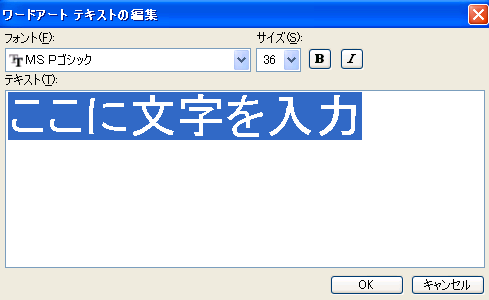 ワードアート テキストの編集
フォント(F): サイズ(S):
MS Pゴシック 36 B I
テキスト(T):
ここに文字を入力
OK キャンセル